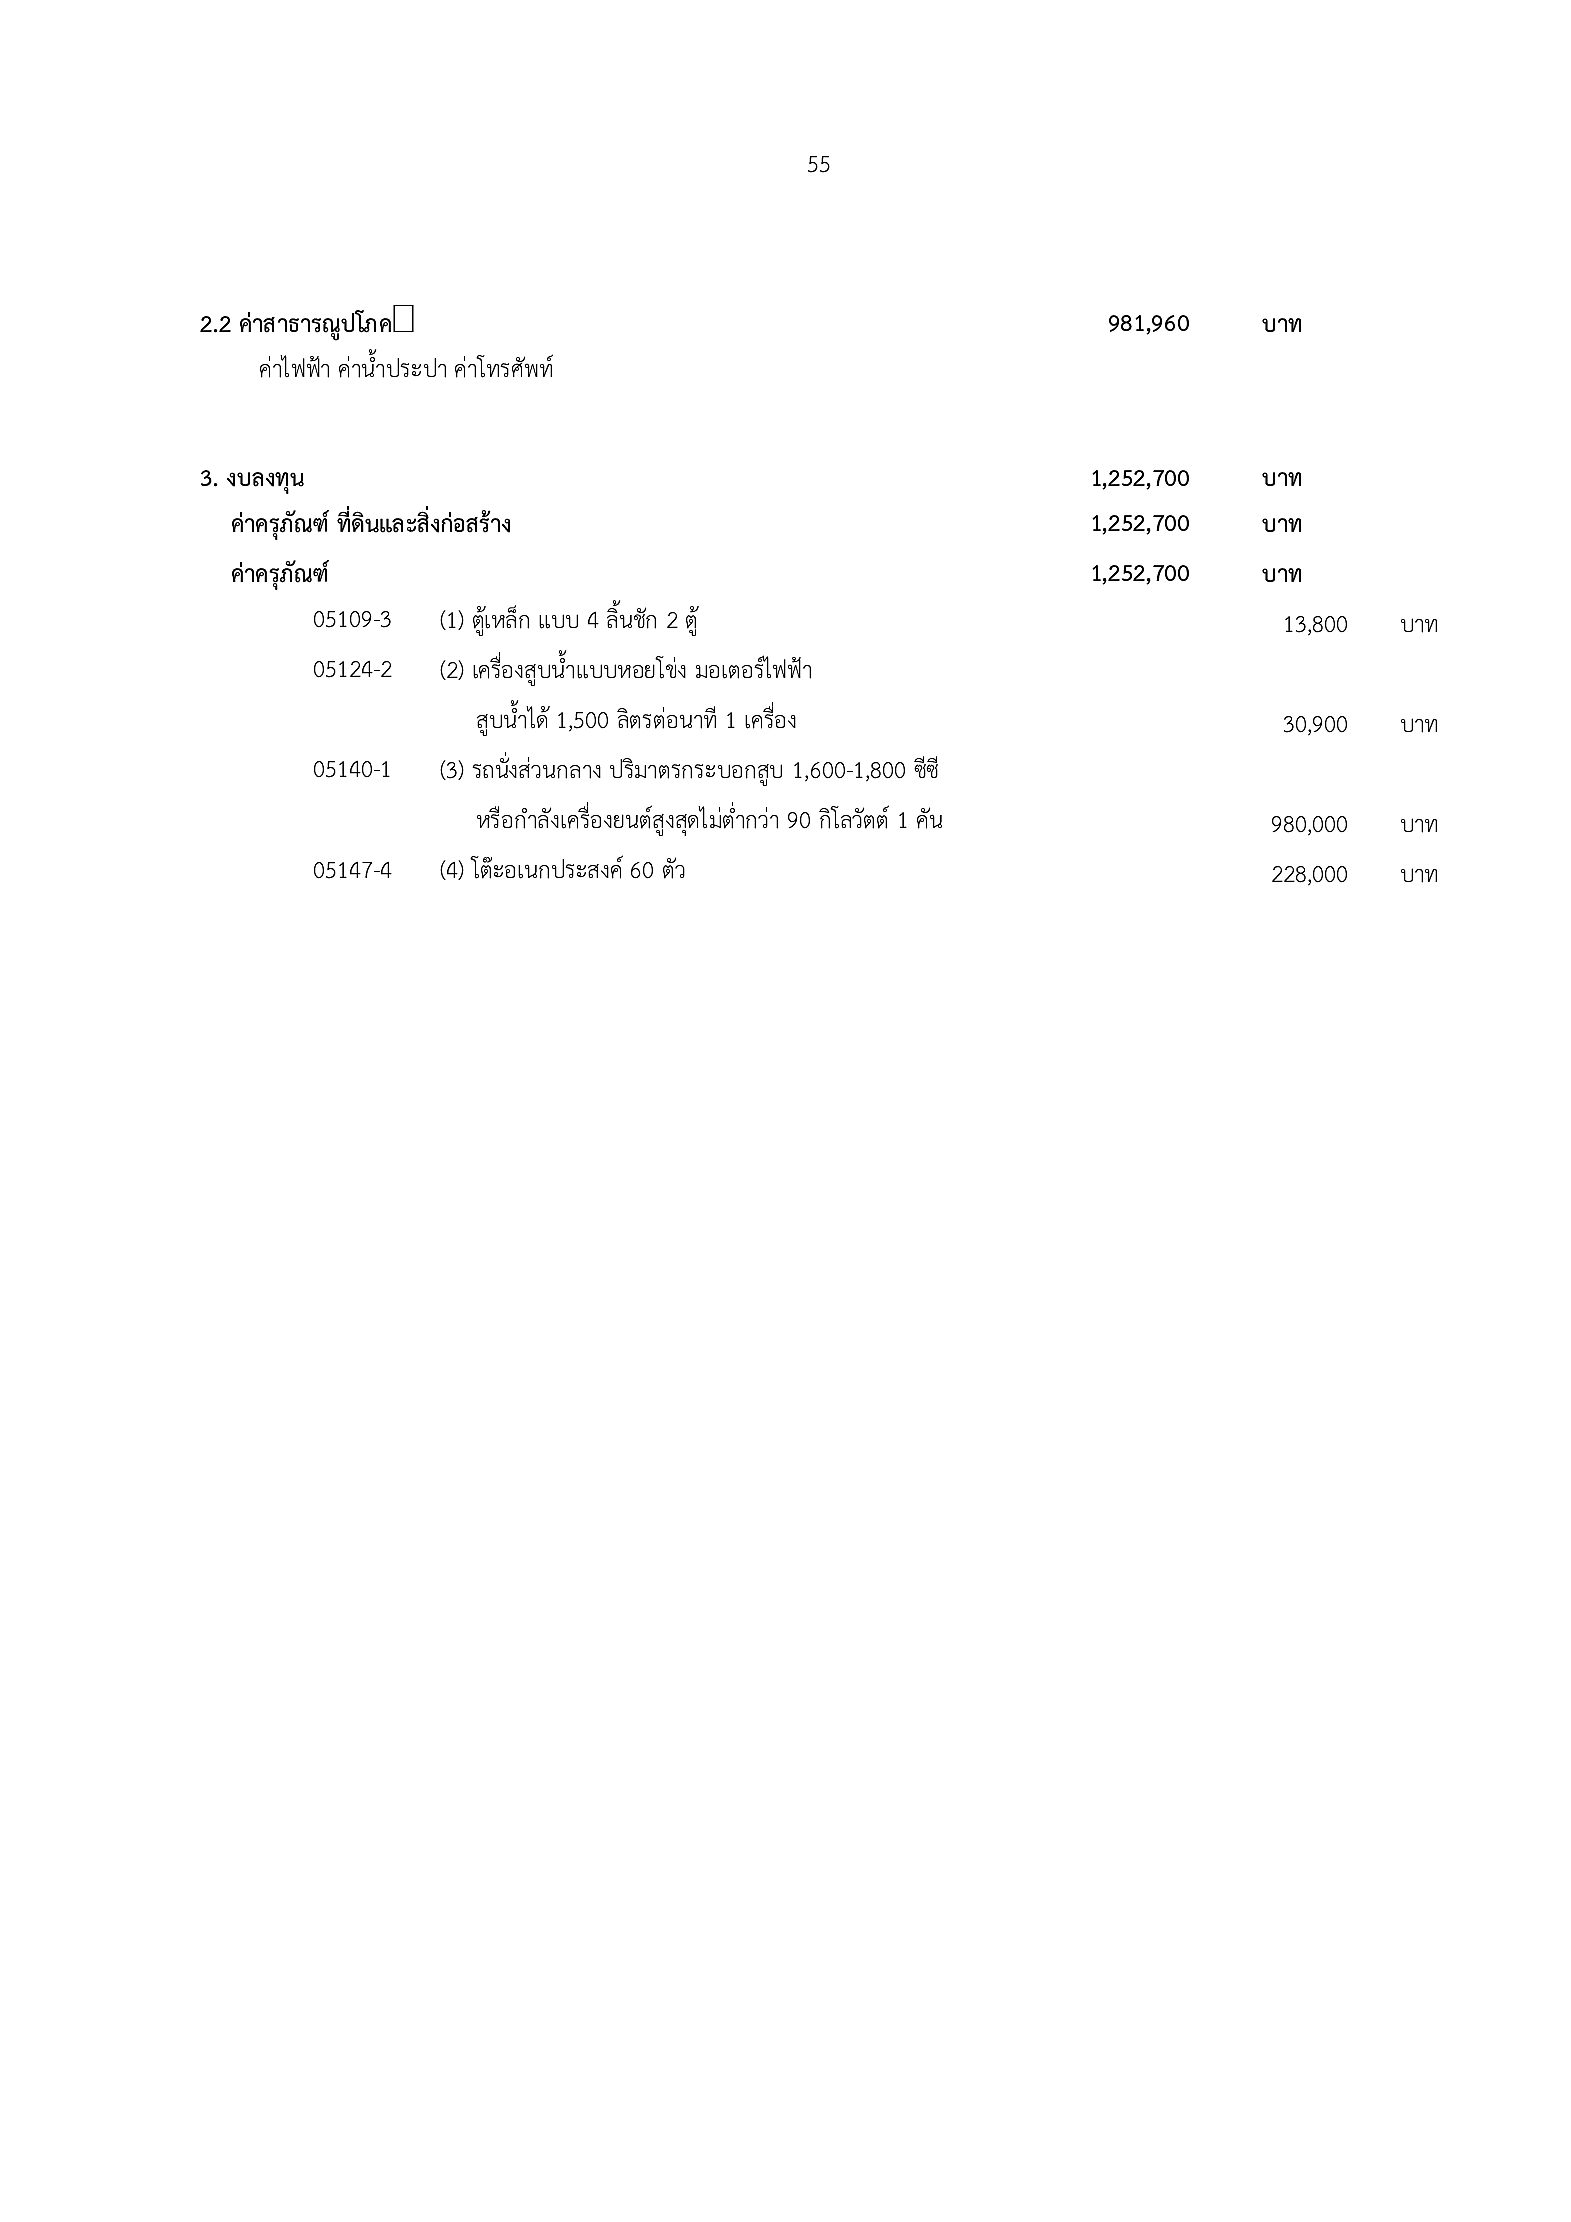 55
2.2 ค่าสาธารณูปโภค 981,960 บาท
ค่าไฟฟ้า ค่าน้ำประปา ค่าโทรศัพท์
3. งบลงทุน 1,252,700 บาท
ค่าครุภัณฑ์ ที่ดินและสิ่งก่อสร้าง 1,252,700 บาท
ค่าครุภัณฑ์ 1,252,700 บาท
05109-3 (1) ตู้เหล็ก แบบ 4 ลิ้นชัก 2 ตู้ 13,800 บาท
05124-2 (2) เครื่องสูบน้ำแบบหอยโข่ง มอเตอร์ไฟฟ้า
สูบน้ำได้ 1,500 ลิตรต่อนาที 1 เครื่อง 30,900 บาท
05140-1 (3) รถนั่งส่วนกลาง ปริมาตรกระบอกสูบ 1,600-1,800 ซีซี
หรือกำลังเครื่องยนต์สูงสุดไม่ต่ำกว่า 90 กิโลวัตต์ 1 คัน 980,000 บาท
05147-4 (4) โต๊ะอเนกประสงค์ 60 ตัว 228,000 บาท